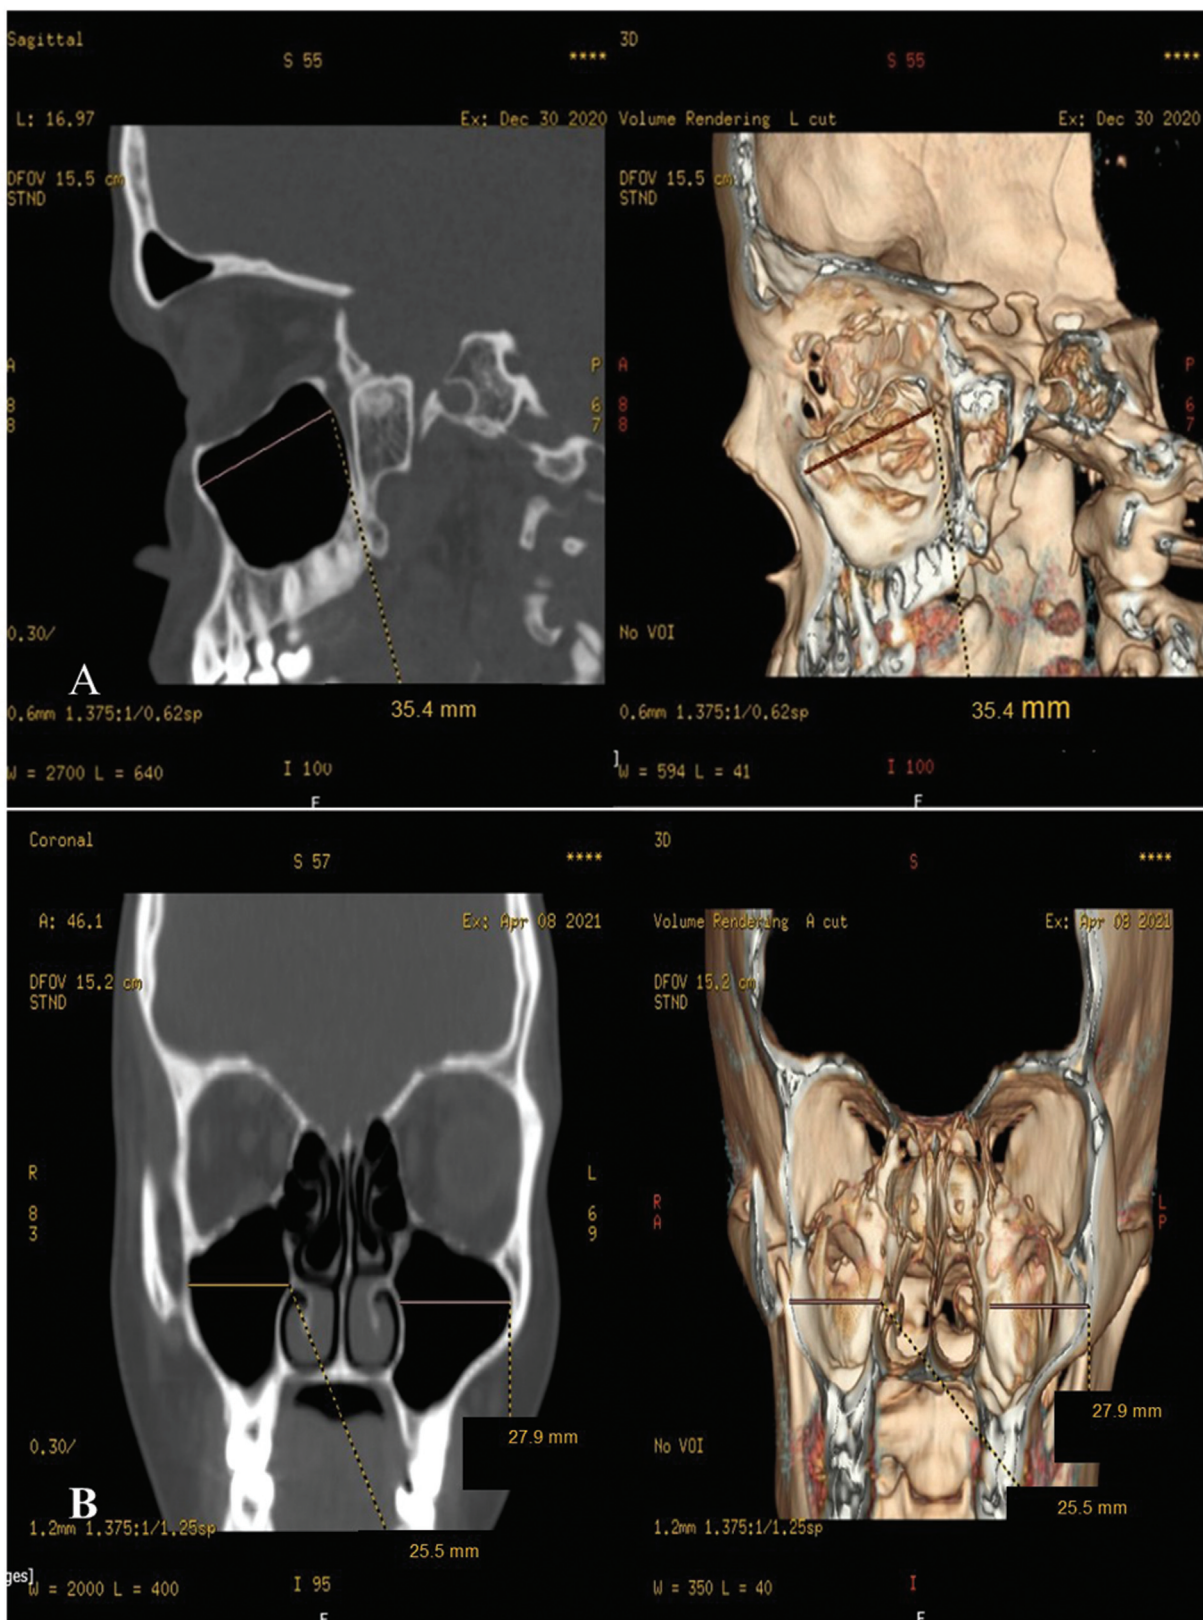 Sagittal
S 55
****
L: 16.97
Ex: Dec 30 2020
DFOV 15.5 cm
STND
A
8
8
P
6
7
0.30/
A
0.6mm 1.375:1/0.62sp
35.4 mm
W = 2700 L = 640
I 100
3D
S 55
****
Volume Rendering L cut
Ex: Dec 30 2020
DFOV 15.5 cm
STND
A
8
8
P
6
7
No VOI
0.6mm 1.375:1/0.62sp
35.4 mm
]
W = 594 L = 41
I 100
Coronal
S 57
****
A: 46.1
Ex: Apr 08 2021
DFOV 15.2 cm
STND
R
8
3
L
6
9
27.9 mm
0.30/
B
1.2mm 1.375:1/1.25sp
25.5 mm
ges]
W = 2000 L = 400
I 95
3D
S
****
Volume Rendering A cut
Ex: Apr 08 2021
DFOV 15.2 cm
STND
R
A
L
P
27.9 mm
No VOI
25.5 mm
1.2mm 1.375:1/1.25sp
W = 350 L = 40
I